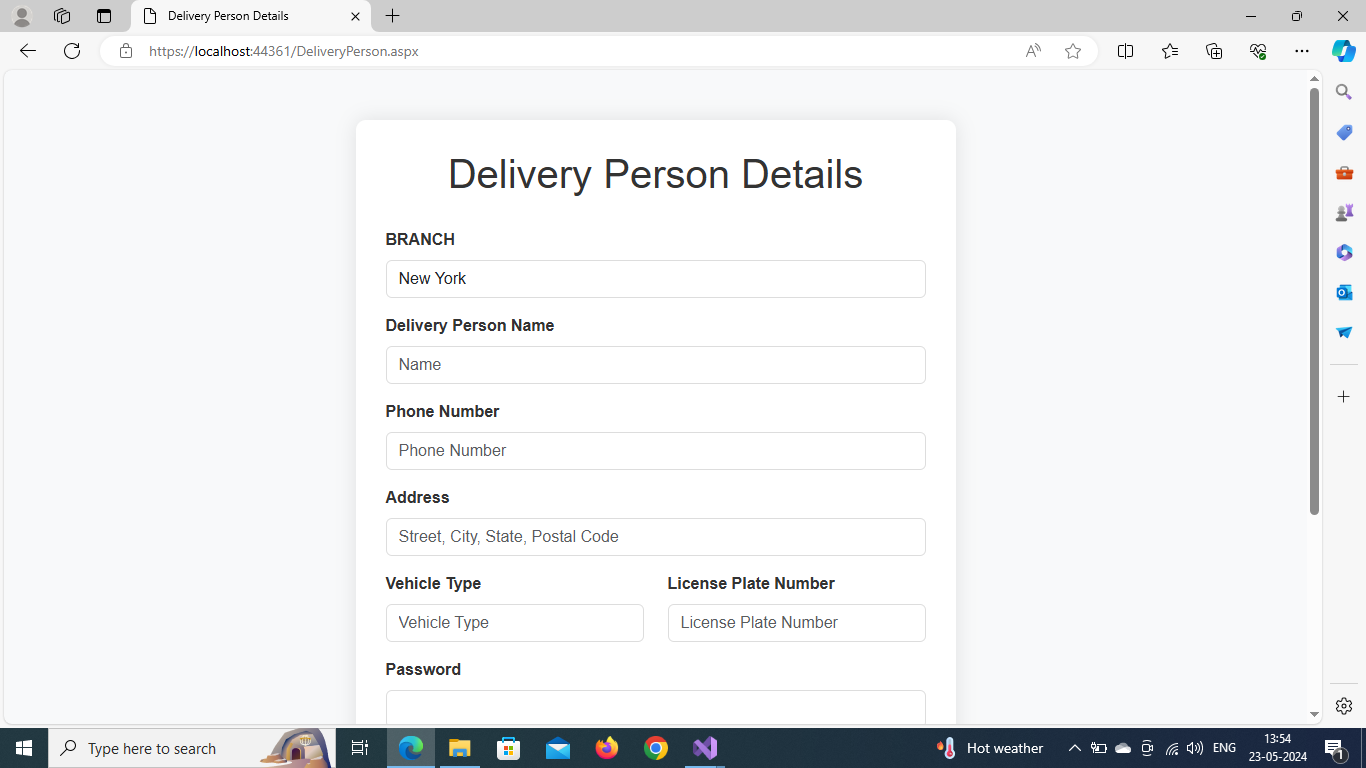 Delivery Person Details
https://localhost:44361/DeliveryPerson.aspx
Delivery Person Details
BRANCH
New York
Delivery Person Name
Name
Phone Number
Phone Number
Address
Street, City, State, Postal Code
Vehicle Type License Plate Number
Vehicle Type License Plate Number
Password
Type here to search
Hot weather
ENG
13:54
23-05-2024
1